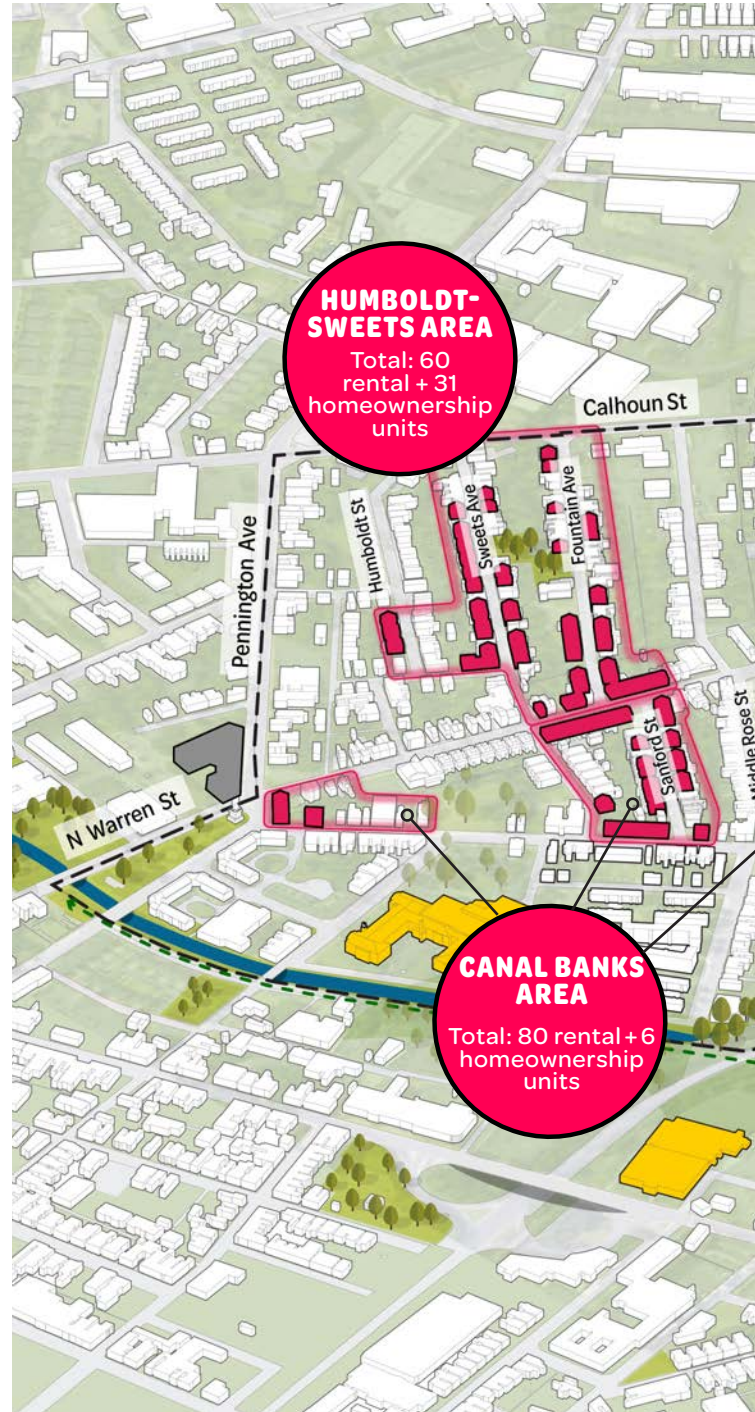 HUMBOLDT-
SWEETS AREA
Total: 60
rental + 31
homeownership
units
Calhoun St
Pennington Ave
Humboldt St
Sweets Ave
Fountain Ave
Sanford St
Middle Rose St
N Warren St
CANAL BANKS
AREA
Total: 80 rental + 6
homeownership
units